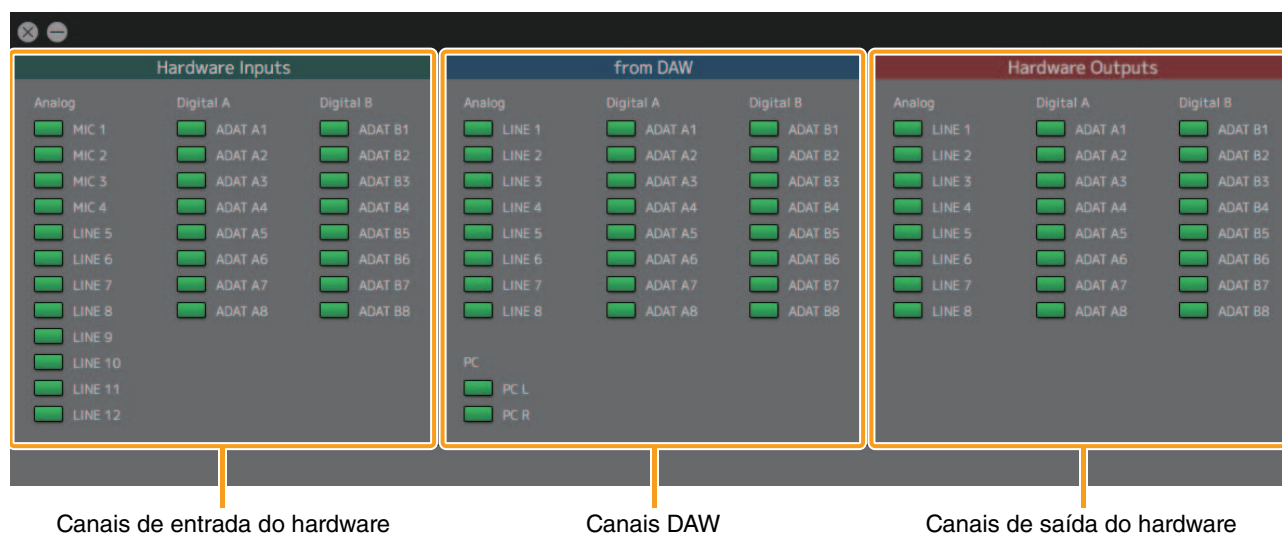 Hardware Inputs
Analog
MIC 1
MIC 2
MIC 3
MIC 4
LINE 5
LINE 6
LINE 7
LINE 8
LINE 9
LINE 10
LINE 11
LINE 12
Digital A
ADAT A1
ADAT A2
ADAT A3
ADAT A4
ADAT A5
ADAT A6
ADAT A7
ADAT A8
Digital B
ADAT B1
ADAT B2
ADAT B3
ADAT B4
ADAT B5
ADAT B6
ADAT B7
ADAT B8
from DAW
Analog
LINE 1
LINE 2
LINE 3
LINE 4
LINE 5
LINE 6
LINE 7
LINE 8
PC
PC L
PC R
Digital A
ADAT A1
ADAT A2
ADAT A3
ADAT A4
ADAT A5
ADAT A6
ADAT A7
ADAT A8
Digital B
ADAT B1
ADAT B2
ADAT B3
ADAT B4
ADAT B5
ADAT B6
ADAT B7
ADAT B8
Hardware Outputs
Analog
LINE 1
LINE 2
LINE 3
LINE 4
LINE 5
LINE 6
LINE 7
LINE 8
Digital A
ADAT A1
ADAT A2
ADAT A3
ADAT A4
ADAT A5
ADAT A6
ADAT A7
ADAT A8
Digital B
ADAT B1
ADAT B2
ADAT B3
ADAT B4
ADAT B5
ADAT B6
ADAT B7
ADAT B8
Canais de entrada do hardware
Canais DAW
Canais de saída do hardware